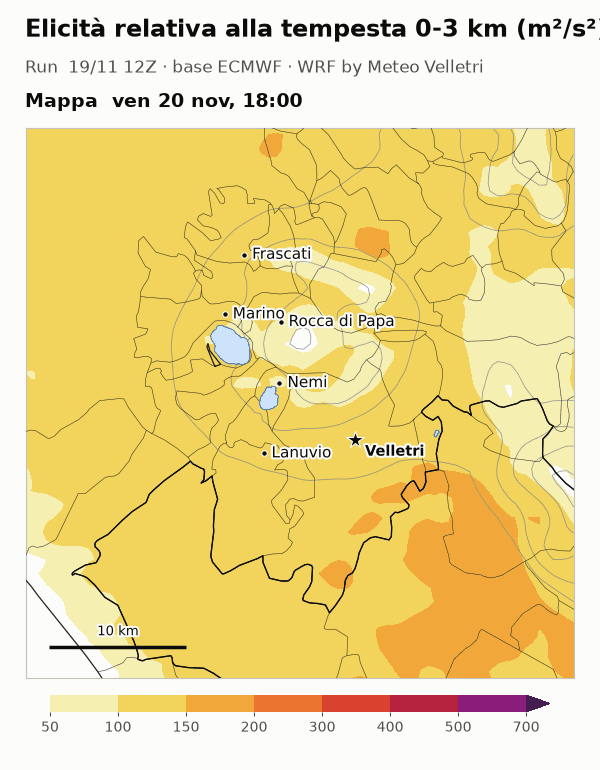 Elicità relativa alla tempesta 0-3 km (m²/s²)
Run 19/11 12Z · base ECMWF · WRF by Meteo Velletri
Mappa ven 20 nov, 18:00
Frascati
Marino
Rocca di Papa
Nemi
Velletri
Lanuvio
10 km
50 100 150 200 300 400 500 700